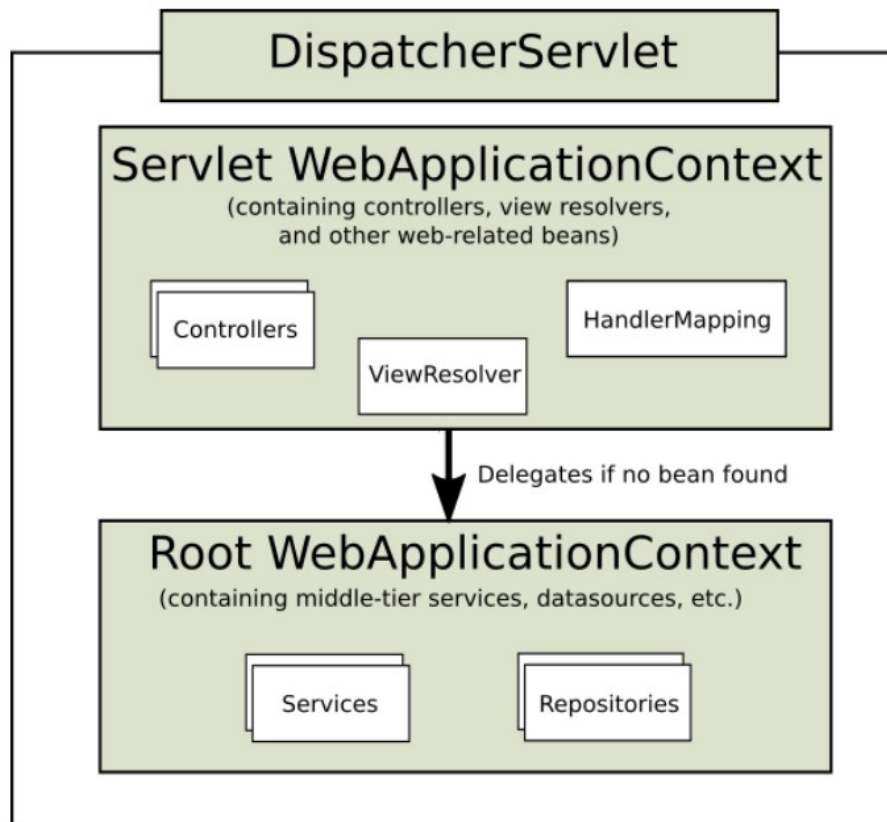 DispatcherServlet
Servlet WebApplicationContext
(containing controllers, view resolvers,
and other web-related beans)
Controllers
HandlerMapping
ViewResolver
Delegates if no bean found
Root WebApplicationContext
(containing middle-tier services, datasources, etc.)
Services
Repositories